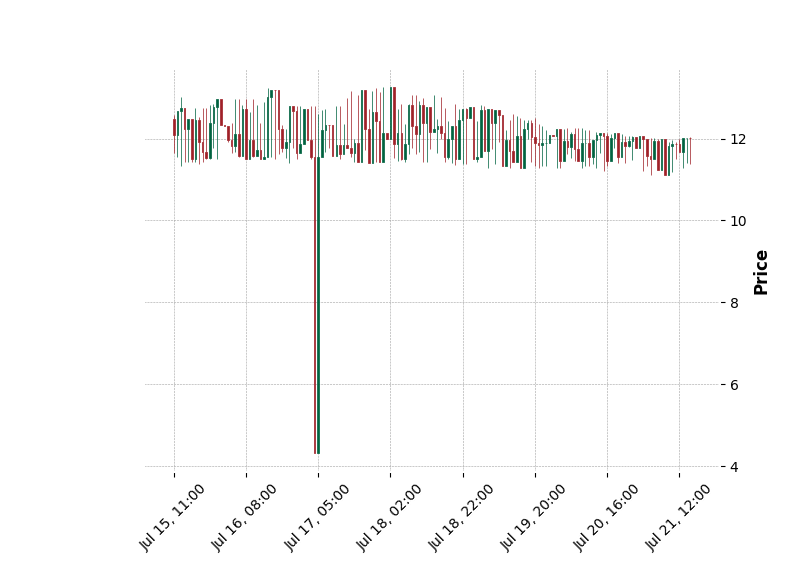 12
10
8
6
4
Price
Jul 15, 11:00
Jul 16, 08:00
Jul 17, 05:00
Jul 18, 02:00
Jul 18, 22:00
Jul 19, 20:00
Jul 20, 16:00
Jul 21, 12:00